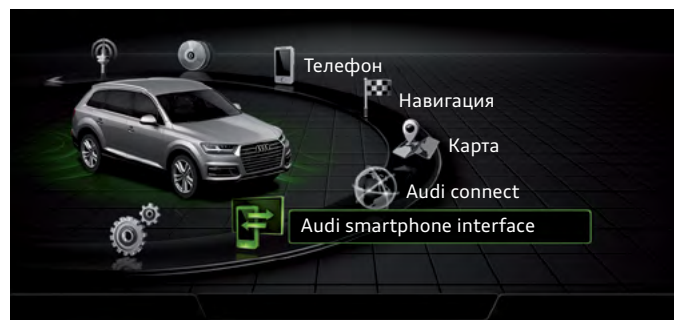 Телефон
Навигация
Карта
Audi connect
Audi smartphone interface